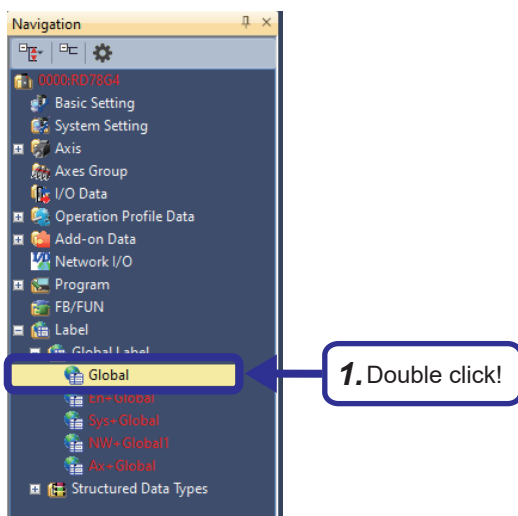 Navigation
0000:RD78G4
Basic Setting
System Setting
Axis
Axes Group
I/O Data
Operation Profile Data
Add-on Data
Network I/O
Program
FB/FUN
Label
Global Label
Global
1. Double click!
En+Global
Sys+Global
NW+Global1
Ax+Global
Structured Data Types